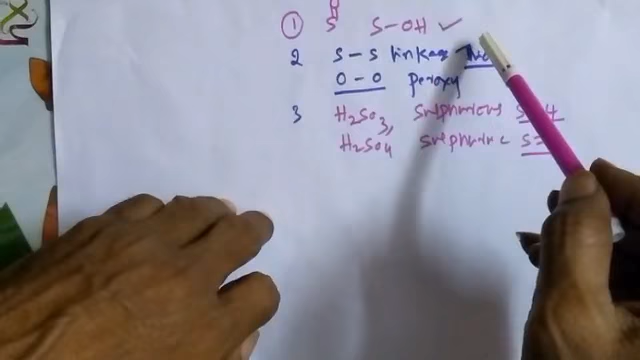 ① S S-OH ✓
2 S-S linkage
O-O peroxy
3 H₂SO₃, sulphurous
H₂SO₄ sulphuric